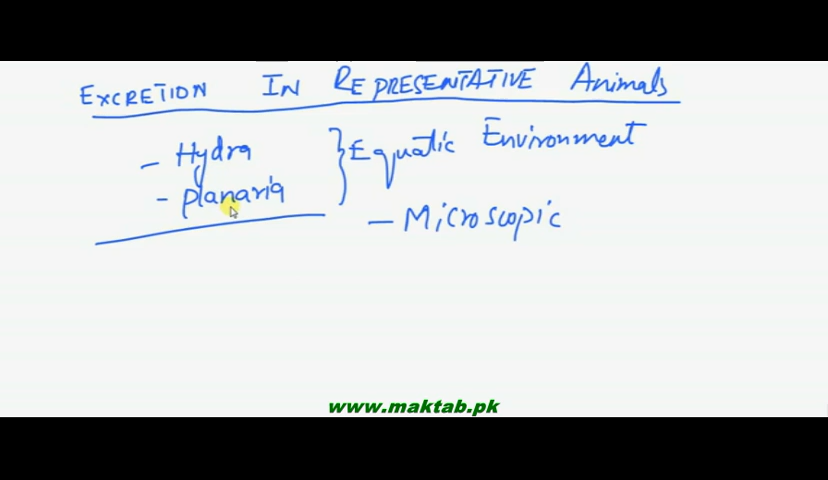 EXCRETION IN REPRESENTATIVE Animals
- Hydra } Equatic Environment
- Planaria
- Microscopic
www.maktab.pk